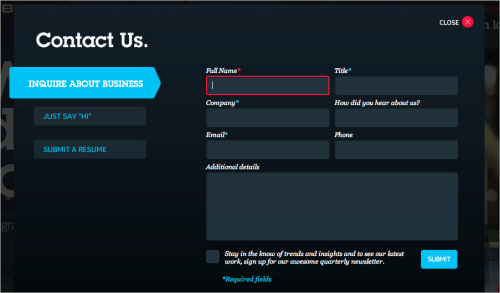 CLOSE
Contact Us.
INQUIRE ABOUT BUSINESS
JUST SAY "HI"
SUBMIT A RESUME
Full Name*
Title*
Company*
How did you hear about us?
Email*
Phone
Additional details
Stay in the know of trends and insights and to see our latest
work, sign up for our awesome quarterly newsletter.
SUBMIT
*Required fields